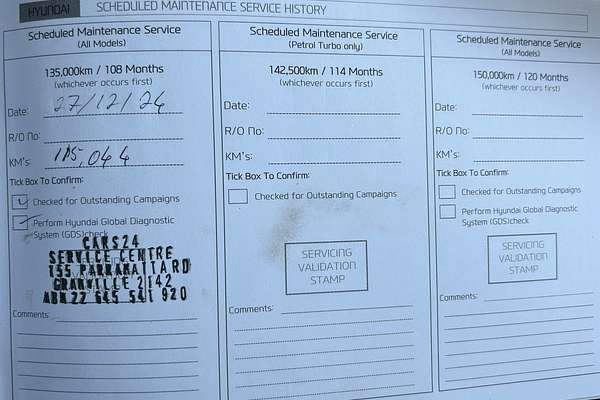 HYUNDAI SCHEDULED MAINTENANCE SERVICE HISTORY
Scheduled Maintenance Service
(All Models)
135,000km / 108 Months
(whichever occurs first)
Date: 27/12/24
R/O No:
KM's: 115,044
Tick Box To Confirm:
Checked for Outstanding Campaigns
Perform Hyundai Global Diagnostic
System (GDS)check
CARS24
SERVICE CENTRE
155 PARRAMATTA RD
GRANVILLE 2142
ABN 22 645 541 920
Comments:
Scheduled Maintenance Service
(Petrol Turbo only)
142,500km / 114 Months
(whichever occurs first)
Date:
R/O No:
KM's:
Tick Box To Confirm:
Checked for Outstanding Campaigns
SERVICING
VALIDATION
STAMP
Comments:
Scheduled Maintenance Service
(All Models)
150,000km / 120 Months
(whichever occurs first)
Date:
R/O No:
KM's:
Tick Box To Confirm:
Checked for Outstanding Campaigns
Perform Hyundai Global Diagnostic
System (GDS)check
SERVICING
VALIDATION
STAMP
Comments: